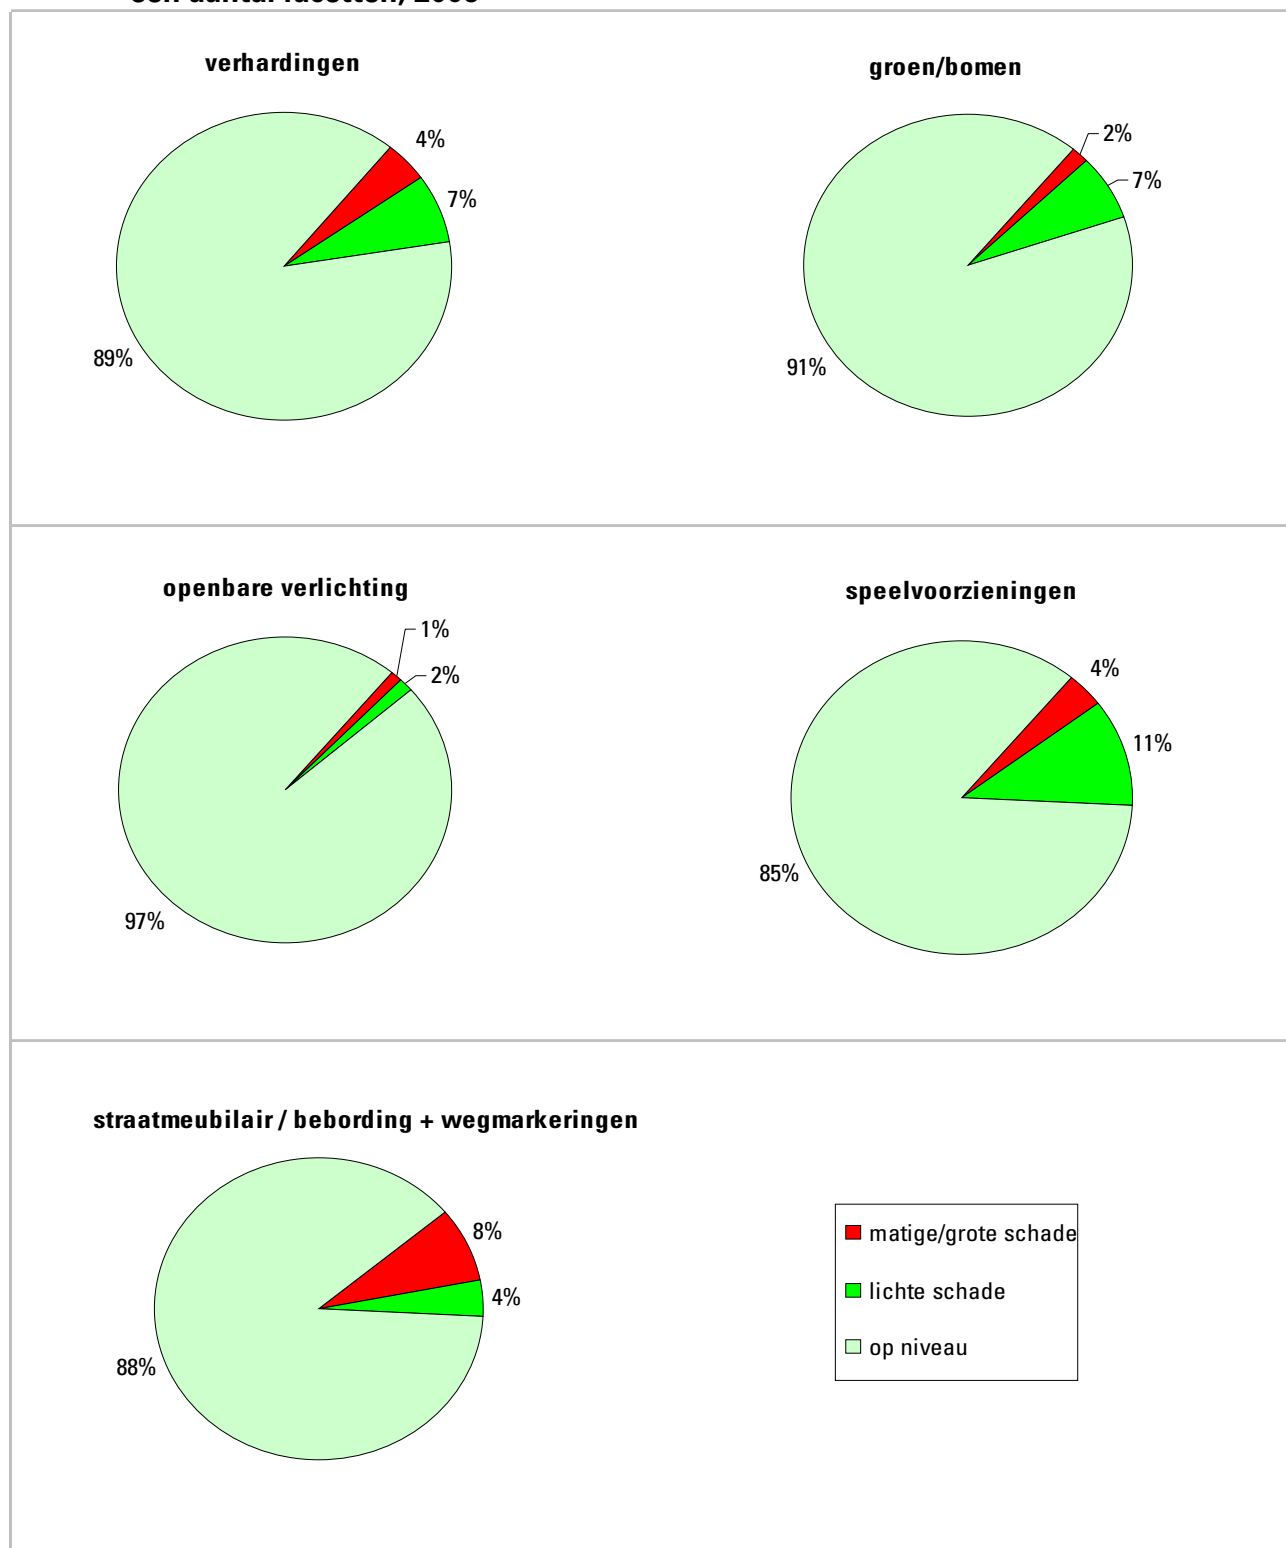 verhardingen
4%
7%
89%
groen/bomen
2%
7%
91%
openbare verlichting
1%
2%
97%
speelvoorzieningen
4%
11%
85%
straatmeubilair / bebording + wegmarkeringen
8%
4%
88%
matige/grote schade
lichte schade
op niveau